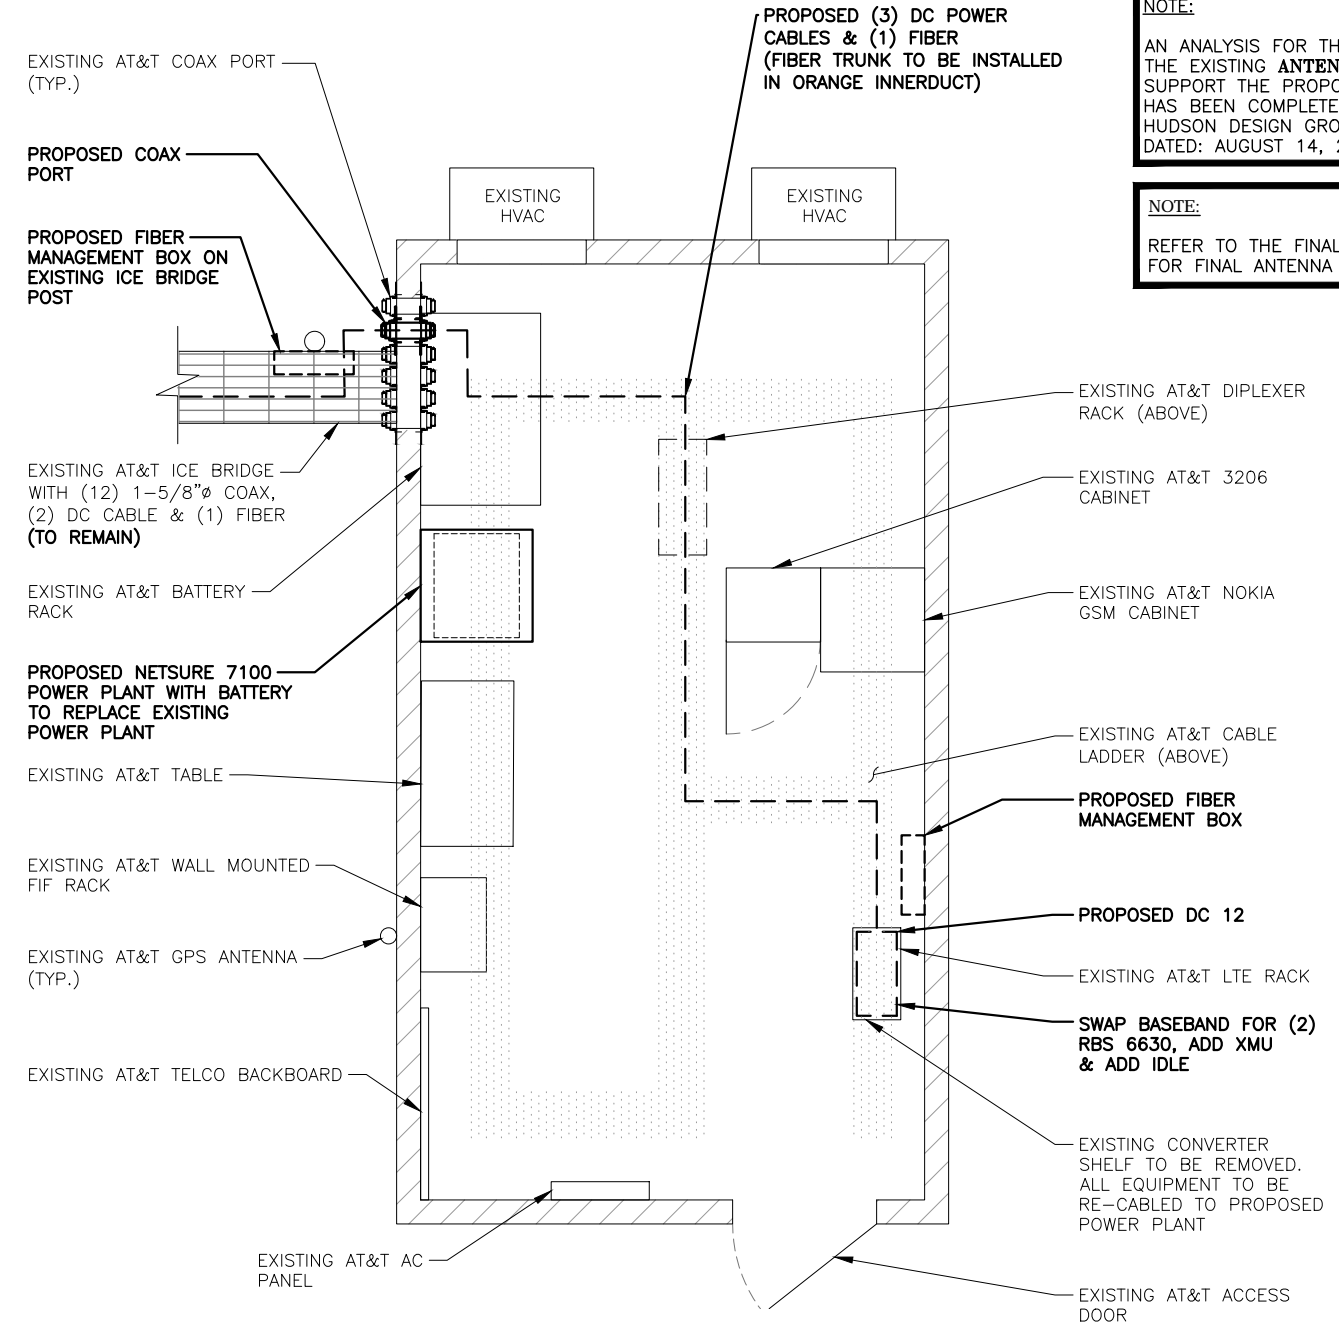 PROPOSED (3) DC POWER
CABLES & (1) FIBER
(FIBER TRUNK TO BE INSTALLED
IN ORANGE INNERDUCT)
NOTE:
AN ANALYSIS FOR
THE EXISTING
SUPPORT THE
HAS BEEN
HUDSON DESIGN
DATED: AUGUST 14,
NOTE:
REFER TO THE FINAL
FOR FINAL ANTENNA
EXISTING AT&T COAX PORT
(TYP.)
PROPOSED COAX
PORT
PROPOSED FIBER
MANAGEMENT BOX ON
EXISTING ICE BRIDGE
POST
EXISTING AT&T ICE BRIDGE
WITH (12) 1-5/8"ø COAX,
(2) DC CABLE & (1) FIBER
(TO REMAIN)
EXISTING AT&T BATTERY
RACK
PROPOSED NETSURE 7100
POWER PLANT WITH BATTERY
TO REPLACE EXISTING
POWER PLANT
EXISTING AT&T TABLE
EXISTING AT&T WALL MOUNTED
FIF RACK
EXISTING AT&T GPS ANTENNA
(TYP.)
EXISTING AT&T TELCO BACKBOARD
EXISTING AT&T AC
PANEL
EXISTING
HVAC
EXISTING
HVAC
EXISTING AT&T DIPLEXER
RACK (ABOVE)
EXISTING AT&T 3206
CABINET
EXISTING AT&T NOKIA
GSM CABINET
EXISTING AT&T CABLE
LADDER (ABOVE)
PROPOSED FIBER
MANAGEMENT BOX
PROPOSED DC 12
EXISTING AT&T LTE RACK
SWAP BASEBAND FOR (2)
RBS 6630, ADD XMU
& ADD IDLE
EXISTING CONVERTER
SHELF TO BE REMOVED.
ALL EQUIPMENT TO BE
RE-CABLED TO PROPOSED
POWER PLANT
EXISTING AT&T ACCESS
DOOR